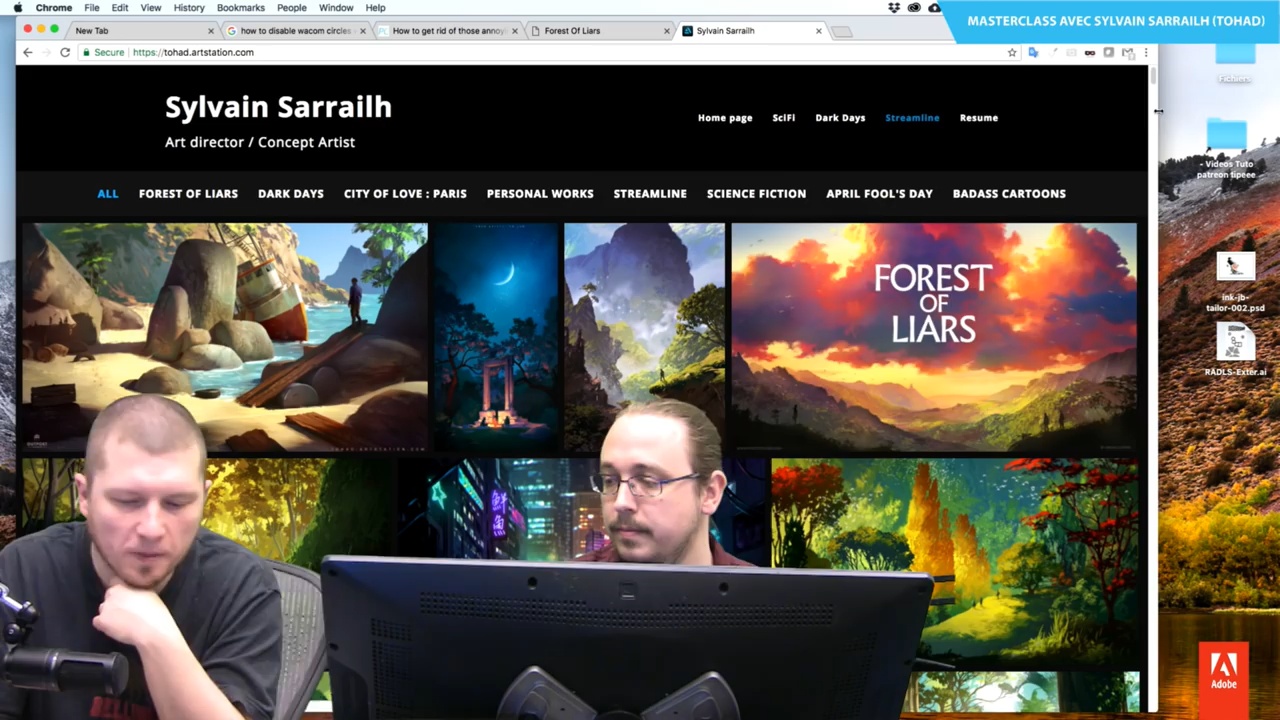 Chrome File Edit View History Bookmarks People Window Help
MASTERCLASS AVEC SYLVAIN SARRAILH (TOHAD)
New Tab
how to disable wacom circles
How to get rid of those annoyi
Forest Of Liars
Sylvain Sarrailh
Secure https://tohad.artstation.com
Fichiers
Sylvain Sarrailh
Art director / Concept Artist
Home page SciFi Dark Days Streamline Resume
- Videos Tuto
patreon tipeee
ALL FOREST OF LIARS DARK DAYS CITY OF LOVE : PARIS PERSONAL WORKS STREAMLINE SCIENCE FICTION APRIL FOOL'S DAY BADASS CARTOONS
FOREST
OF
LIARS
ink-jb-
tailor-002.psd
RADLS-Exter.ai
Adobe